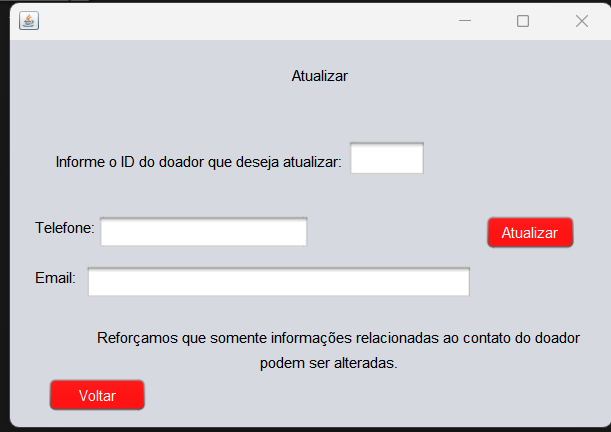 Atualizar
Informe o ID do doador que deseja atualizar:
Telefone:
Atualizar
Email:
Reforçamos que somente informações relacionadas ao contato do doador
podem ser alteradas.
Voltar